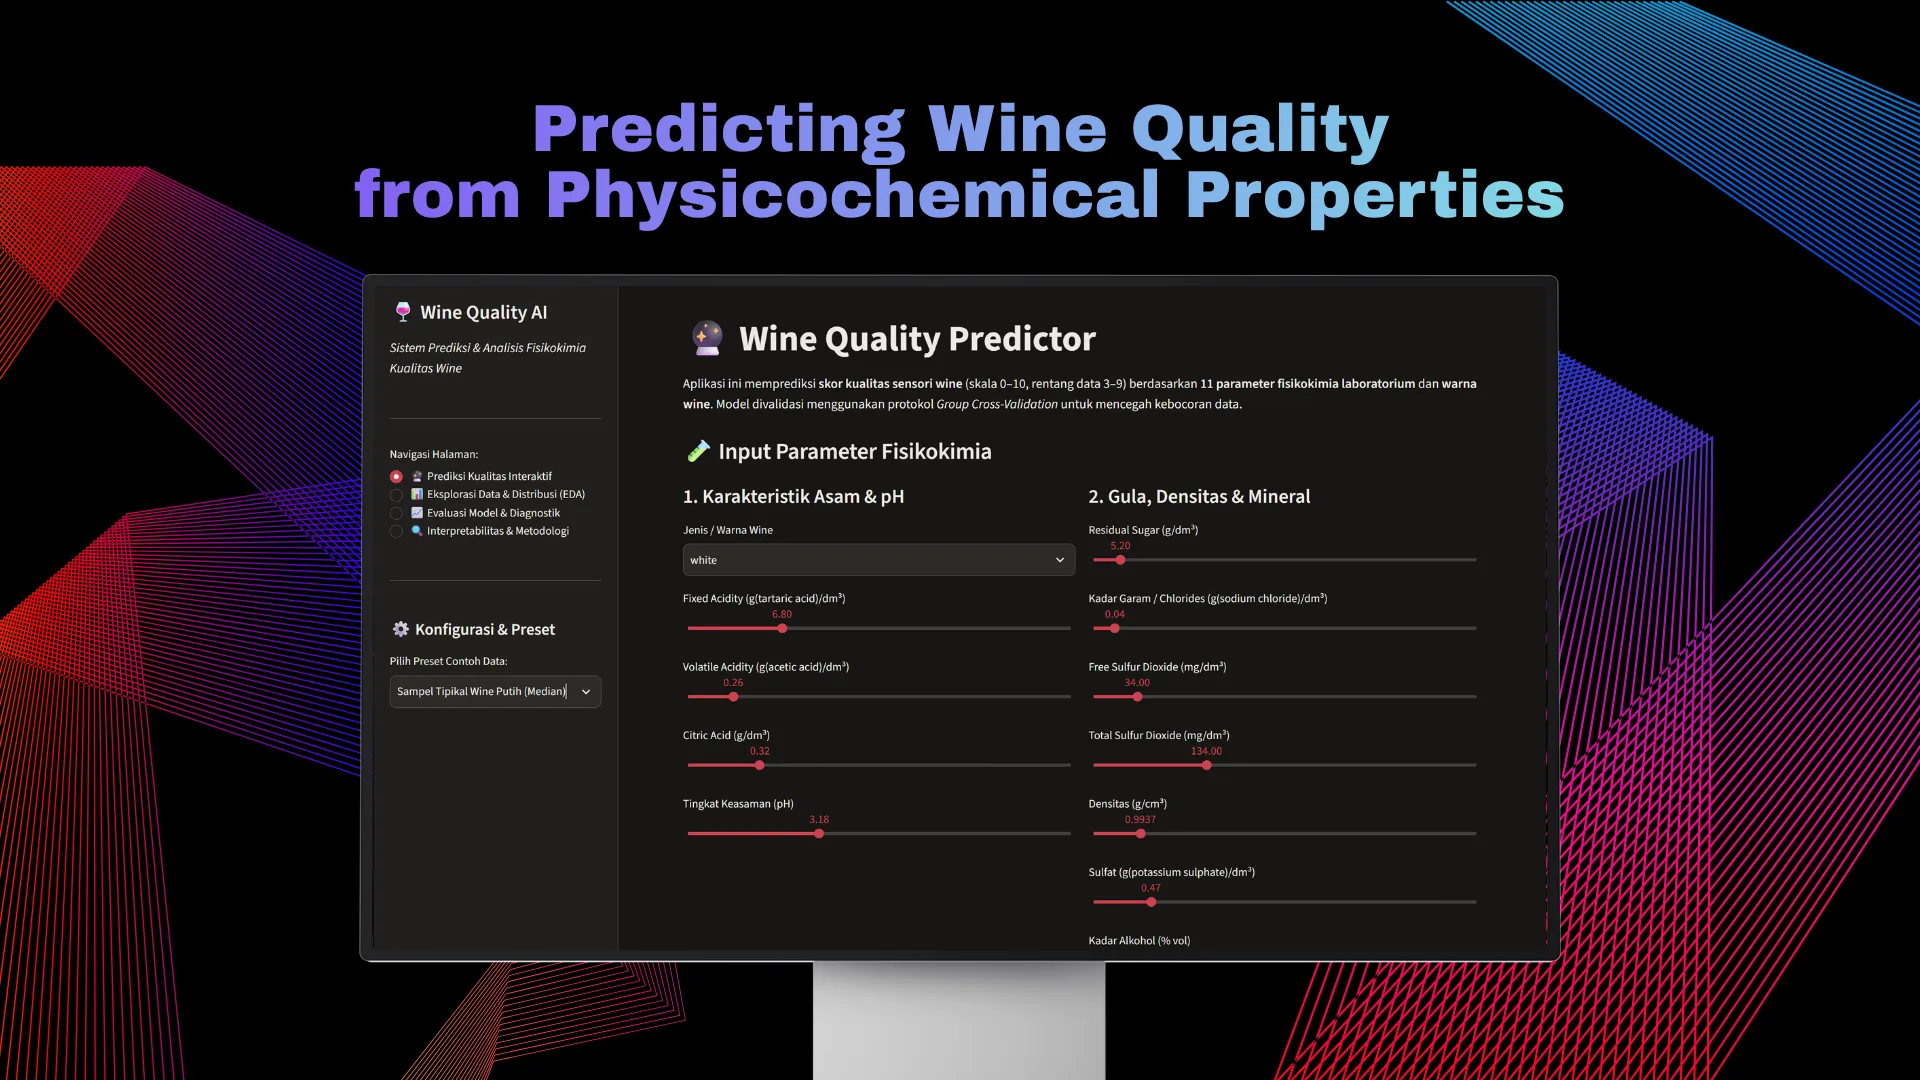 Predicting Wine Quality
from Physicochemical Properties
Wine Quality AI
Sistem Prediksi & Analisis Fisikokimia
Kualitas Wine
Navigasi Halaman:
Prediksi Kualitas Interaktif
Eksplorasi Data & Distribusi (EDA)
Evaluasi Model & Diagnostik
Interpretabilitas & Metodologi
Konfigurasi & Preset
Pilih Preset Contoh Data:
Sampel Tipikal Wine Putih (Median)
Wine Quality Predictor
Aplikasi ini memprediksi skor kualitas sensori wine (skala 0–10, rentang data 3–9) berdasarkan 11 parameter fisikokimia laboratorium dan warna
wine. Model divalidasi menggunakan protokol Group Cross-Validation untuk mencegah kebocoran data.
Input Parameter Fisikokimia
1. Karakteristik Asam & pH
Jenis / Warna Wine
white
Fixed Acidity (g(tartaric acid)/dm³)
6.80
Volatile Acidity (g(acetic acid)/dm³)
0.26
Citric Acid (g/dm³)
0.32
Tingkat Keasaman (pH)
3.18
2. Gula, Densitas & Mineral
Residual Sugar (g/dm³)
5.20
Kadar Garam / Chlorides (g(sodium chloride)/dm³)
0.04
Free Sulfur Dioxide (mg/dm³)
34.00
Total Sulfur Dioxide (mg/dm³)
134.00
Densitas (g/cm³)
0.9937
Sulfat (g(potassium sulphate)/dm³)
0.47
Kadar Alkohol (% vol)